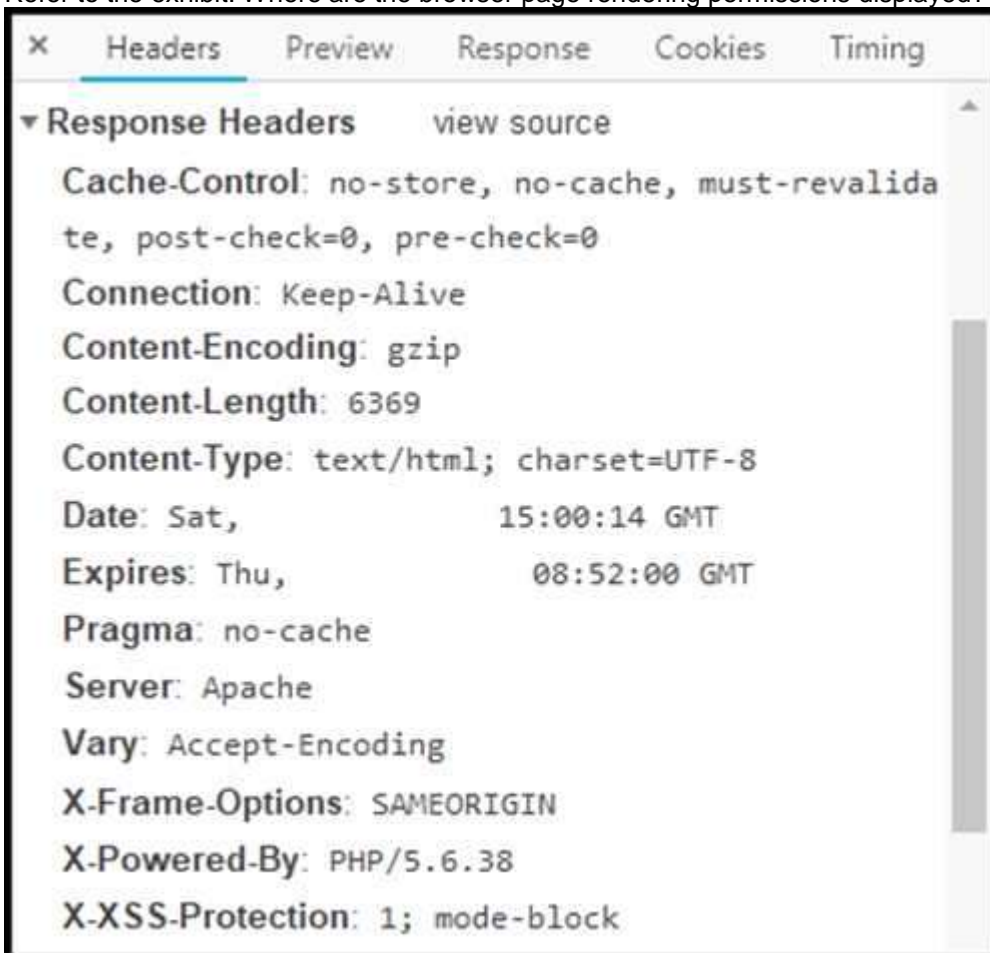 Refer to the exhibit. Where are the browser page rendering permissions displayed?
× Headers Preview Response Cookies Timing
▼ Response Headers view source
Cache-Control: no-store, no-cache, must-revalida
te, post-check=0, pre-check=0
Connection: Keep-Alive
Content-Encoding: gzip
Content-Length: 6369
Content-Type: text/html; charset=UTF-8
Date: Sat, 15:00:14 GMT
Expires: Thu, 08:52:00 GMT
Pragma: no-cache
Server: Apache
Vary: Accept-Encoding
X-Frame-Options: SAMEORIGIN
X-Powered-By: PHP/5.6.38
X-XSS-Protection: 1; mode-block